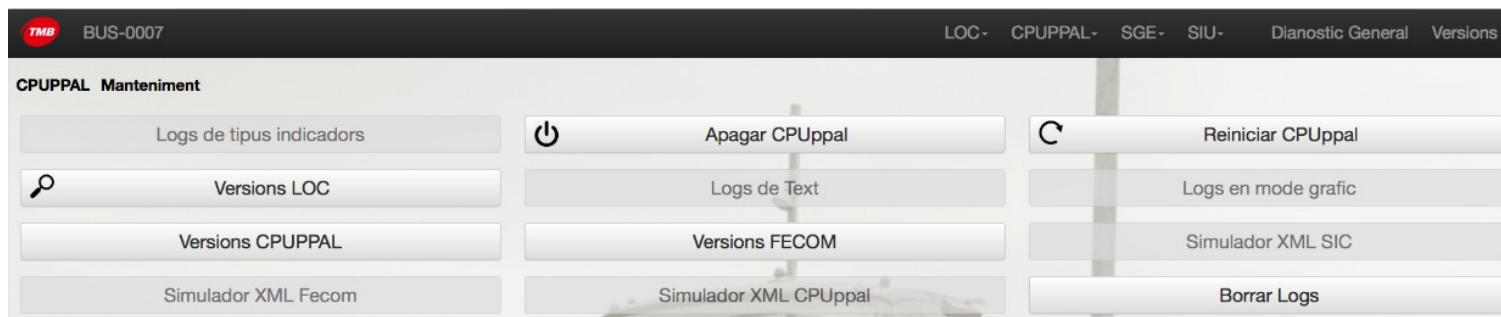 TMB BUS-0007 LOC CPUPPAL SGE SIU Dianostic General Versions
CPUPPAL Manteniment
Logs de tipus indicadors Apagar CPUppal Reiniciar CPUppal
Versions LOC Logs de Text Logs en mode grafic
Versions CPUPPAL Versions FECOM Simulador XML SIC
Simulador XML Fecom Simulador XML CPUppal Borrar Logs